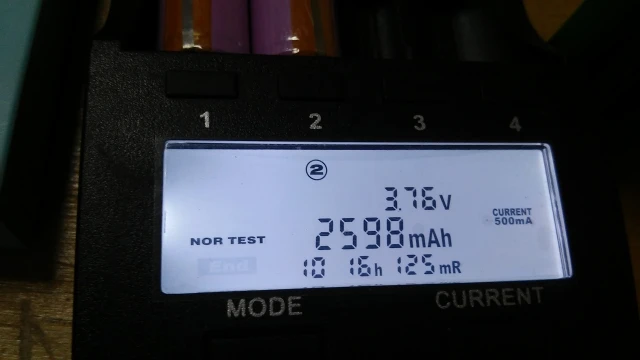 1 2 3 4
2
3.76V
CURRENT
500mA
NOR TEST 2598mAh
End 10 16h 125mR
MODE CURRENT